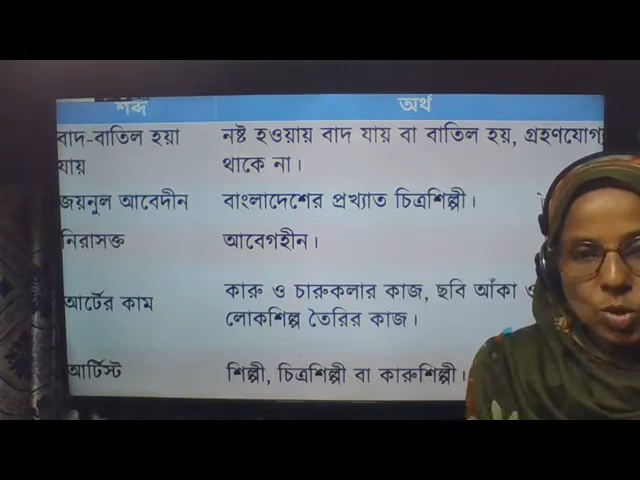 শব্দ অর্থ
বাদ-বাতিল হয়া নষ্ট হওয়ায় বাদ যায় বা বাতিল হয়, গ্রহণযোগ্য
যায় থাকে না।
জয়নুল আবেদীন বাংলাদেশের প্রখ্যাত চিত্রশিল্পী।
নিরাসক্ত আবেগহীন।
আর্টের কাম কারু ও চারুকলার কাজ, ছবি আঁকা ও
লোকশিল্প তৈরির কাজ।
আর্টিস্ট শিল্পী, চিত্রশিল্পী বা কারুশিল্পী।